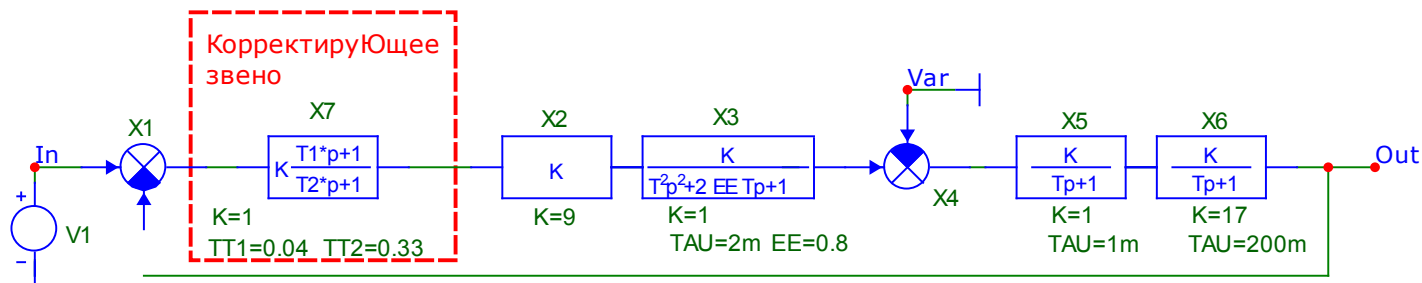 КорректируЮщее
звено
Var
X7
X2
X3
X5
X6
X1
In
K
T1*p+1
T2*p+1
K
K
T²p²+2 EE Tp+1
K
Tp+1
K
Tp+1
Out
X4
+
V1
−
K=1
K=9
K=1
K=1
K=17
TT1=0.04 TT2=0.33
TAU=2m EE=0.8
TAU=1m
TAU=200m